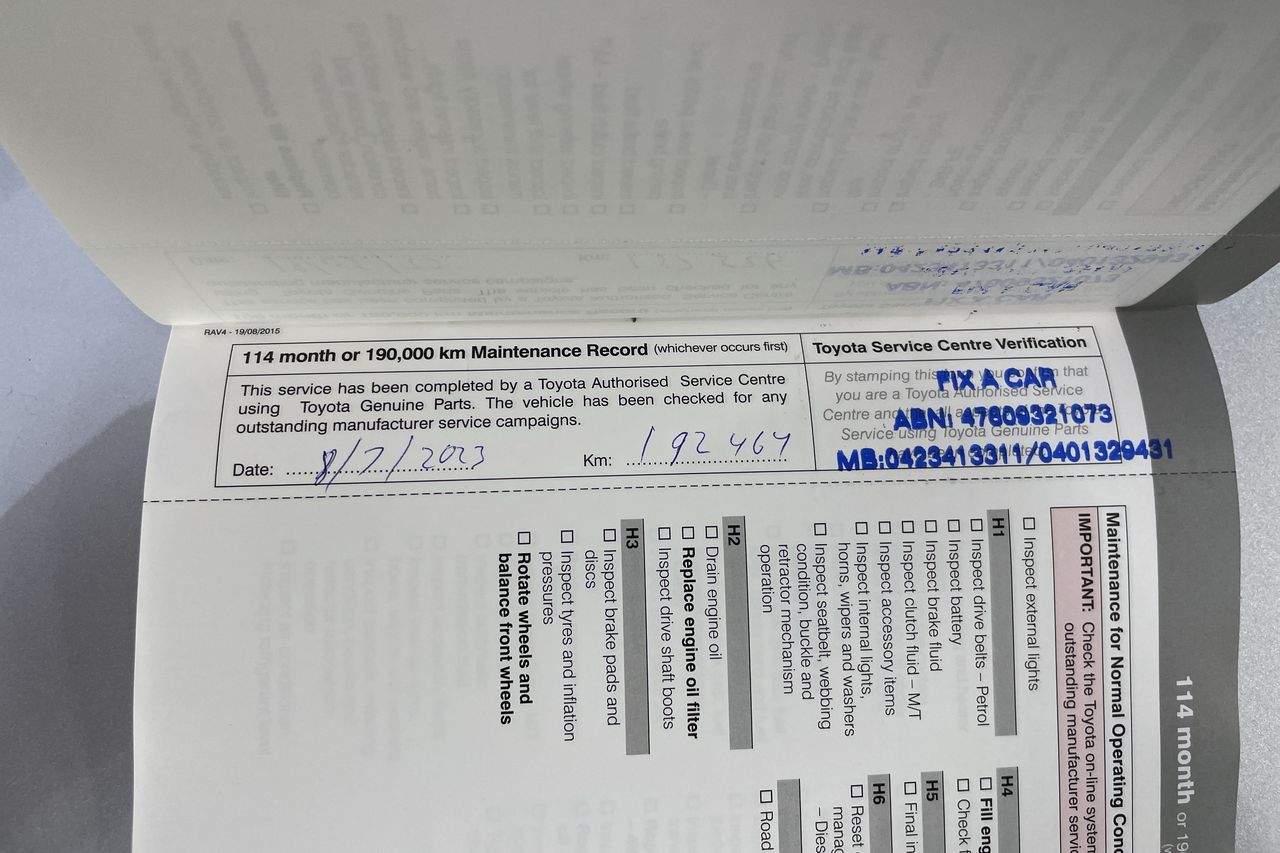 RAV4 - 19/08/2015
114 month or 190,000 km Maintenance Record (whichever occurs first)
This service has been completed by a Toyota Authorised Service Centre
using Toyota Genuine Parts. The vehicle has been checked for any
outstanding manufacturer service campaigns.
Date: 8/7/2023
Km: 192 464
Toyota Service Centre Verification
By stamping this you confirm that
you are a Toyota Authorised Service
Centre and
Service using Toyota Genuine Parts
FIX A CAR
ABN: 47609321073
MB:0423413311/0401329431
114 month or 19
Maintenance for Normal Operating Con
IMPORTANT: Check the Toyota on-line system
outstanding manufacturer servi
☐ Inspect external lights
H1
☐ Inspect drive belts – Petrol
☐ Inspect battery
☐ Inspect brake fluid
☐ Inspect clutch fluid – M/T
☐ Inspect accessory items
☐ Inspect internal lights,
horns, wipers and washers
☐ Inspect seatbelt, webbing
condition, buckle and
retractor mechanism
operation
H2
☐ Drain engine oil
☐ Replace engine oil filter
☐ Inspect drive shaft boots
H3
☐ Inspect brake pads and
discs
☐ Inspect tyres and inflation
pressures
☐ Rotate wheels and
balance front wheels
H4
☐ Fill eng
☐ Check f
H5
☐ Final in
H6
☐ Reset
manag
– Dies
☐ Road